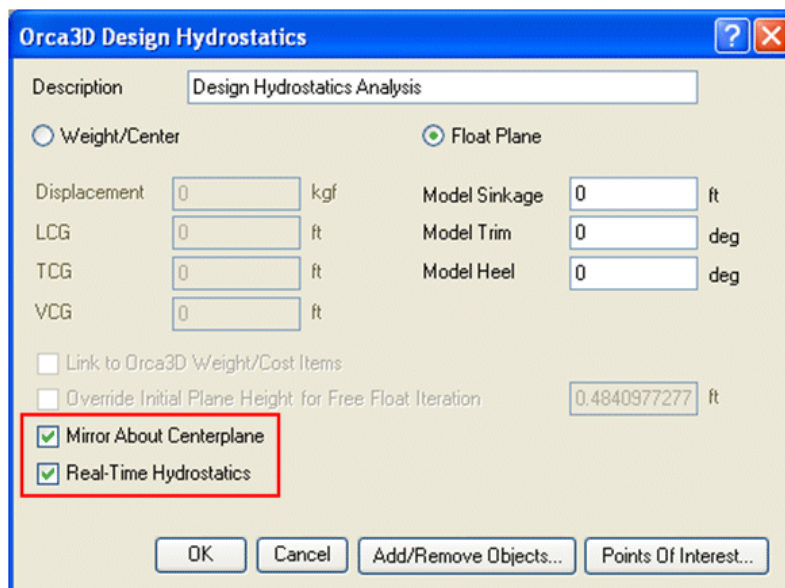 Orca3D Design Hydrostatics
Description Design Hydrostatics Analysis
Weight/Center Float Plane
Displacement 0 kgf Model Sinkage 0 ft
LCG 0 ft Model Trim 0 deg
TCG 0 ft Model Heel 0 deg
VCG 0 ft
Link to Orca3D Weight/Cost Items
Override Initial Plane Height for Free Float Iteration 0.4840977277 ft
Mirror About Centerplane
Real-Time Hydrostatics
OK Cancel Add/Remove Objects... Points Of Interest...